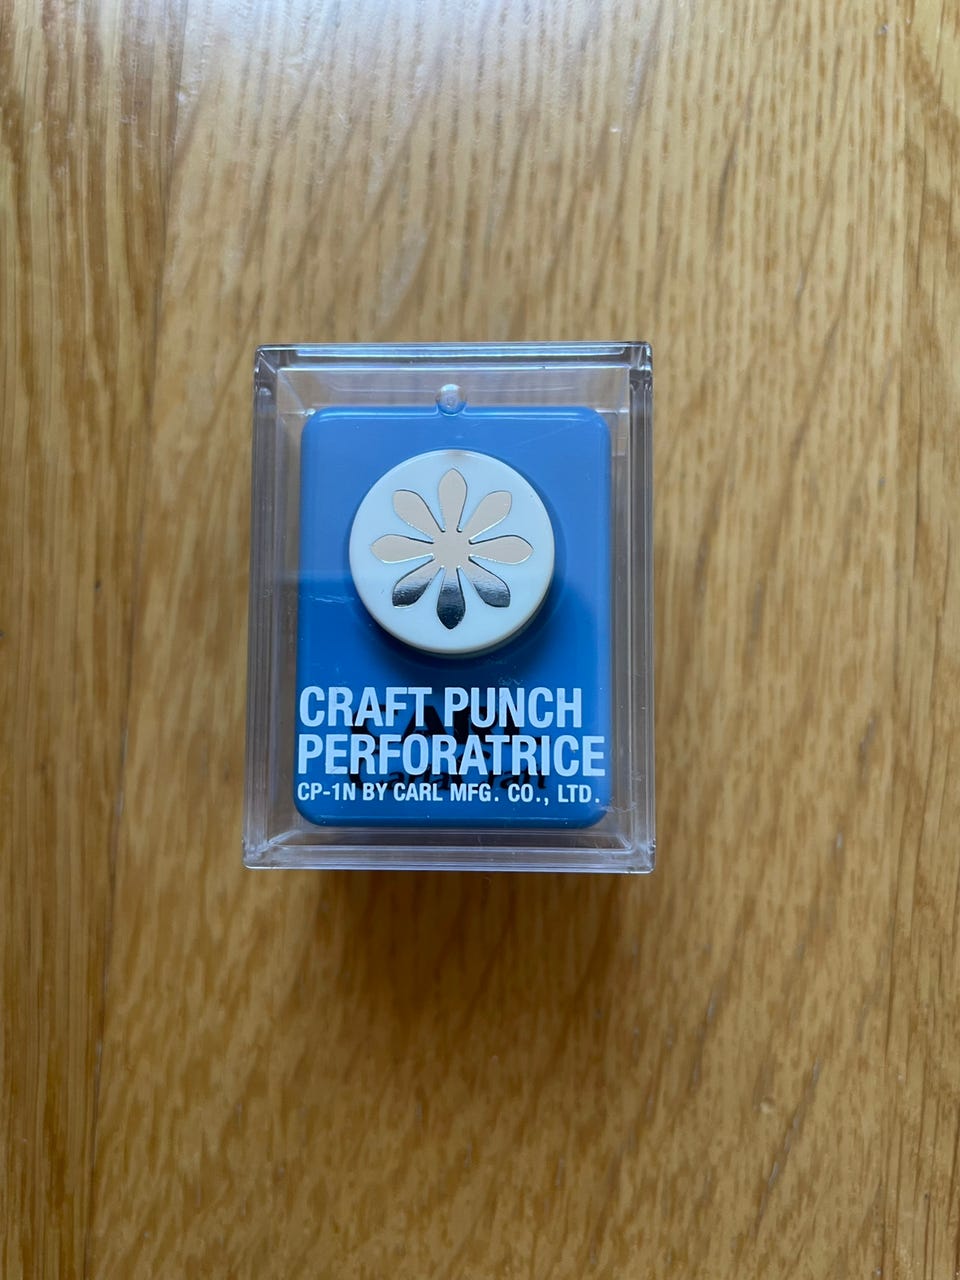 CRAFT PUNCH
PERFORATRICE
CP-1N BY CARL MFG. CO., LTD.